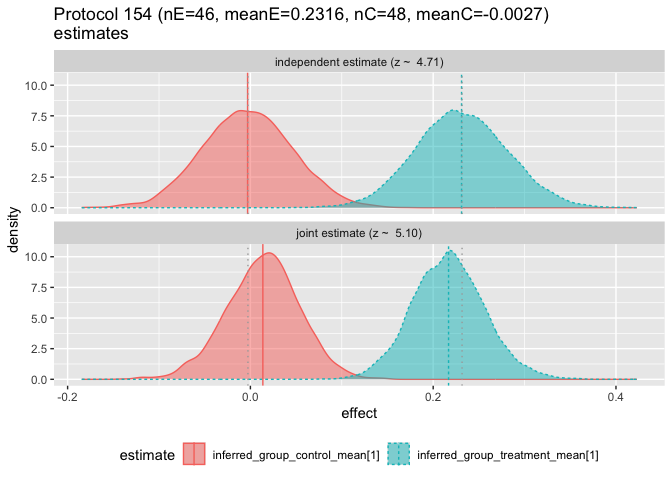 Protocol 154 (nE=46, meanE=0.2316, nC=48, meanC=-0.0027)
estimates
independent estimate (z ~  4.71)
10.0
7.5
5.0
2.5
0.0
joint estimate (z ~  5.10)
10.0
7.5
5.0
2.5
0.0
density
-0.2
0.0
0.2
0.4
effect
estimate
inferred_group_control_mean[1]
inferred_group_treatment_mean[1]